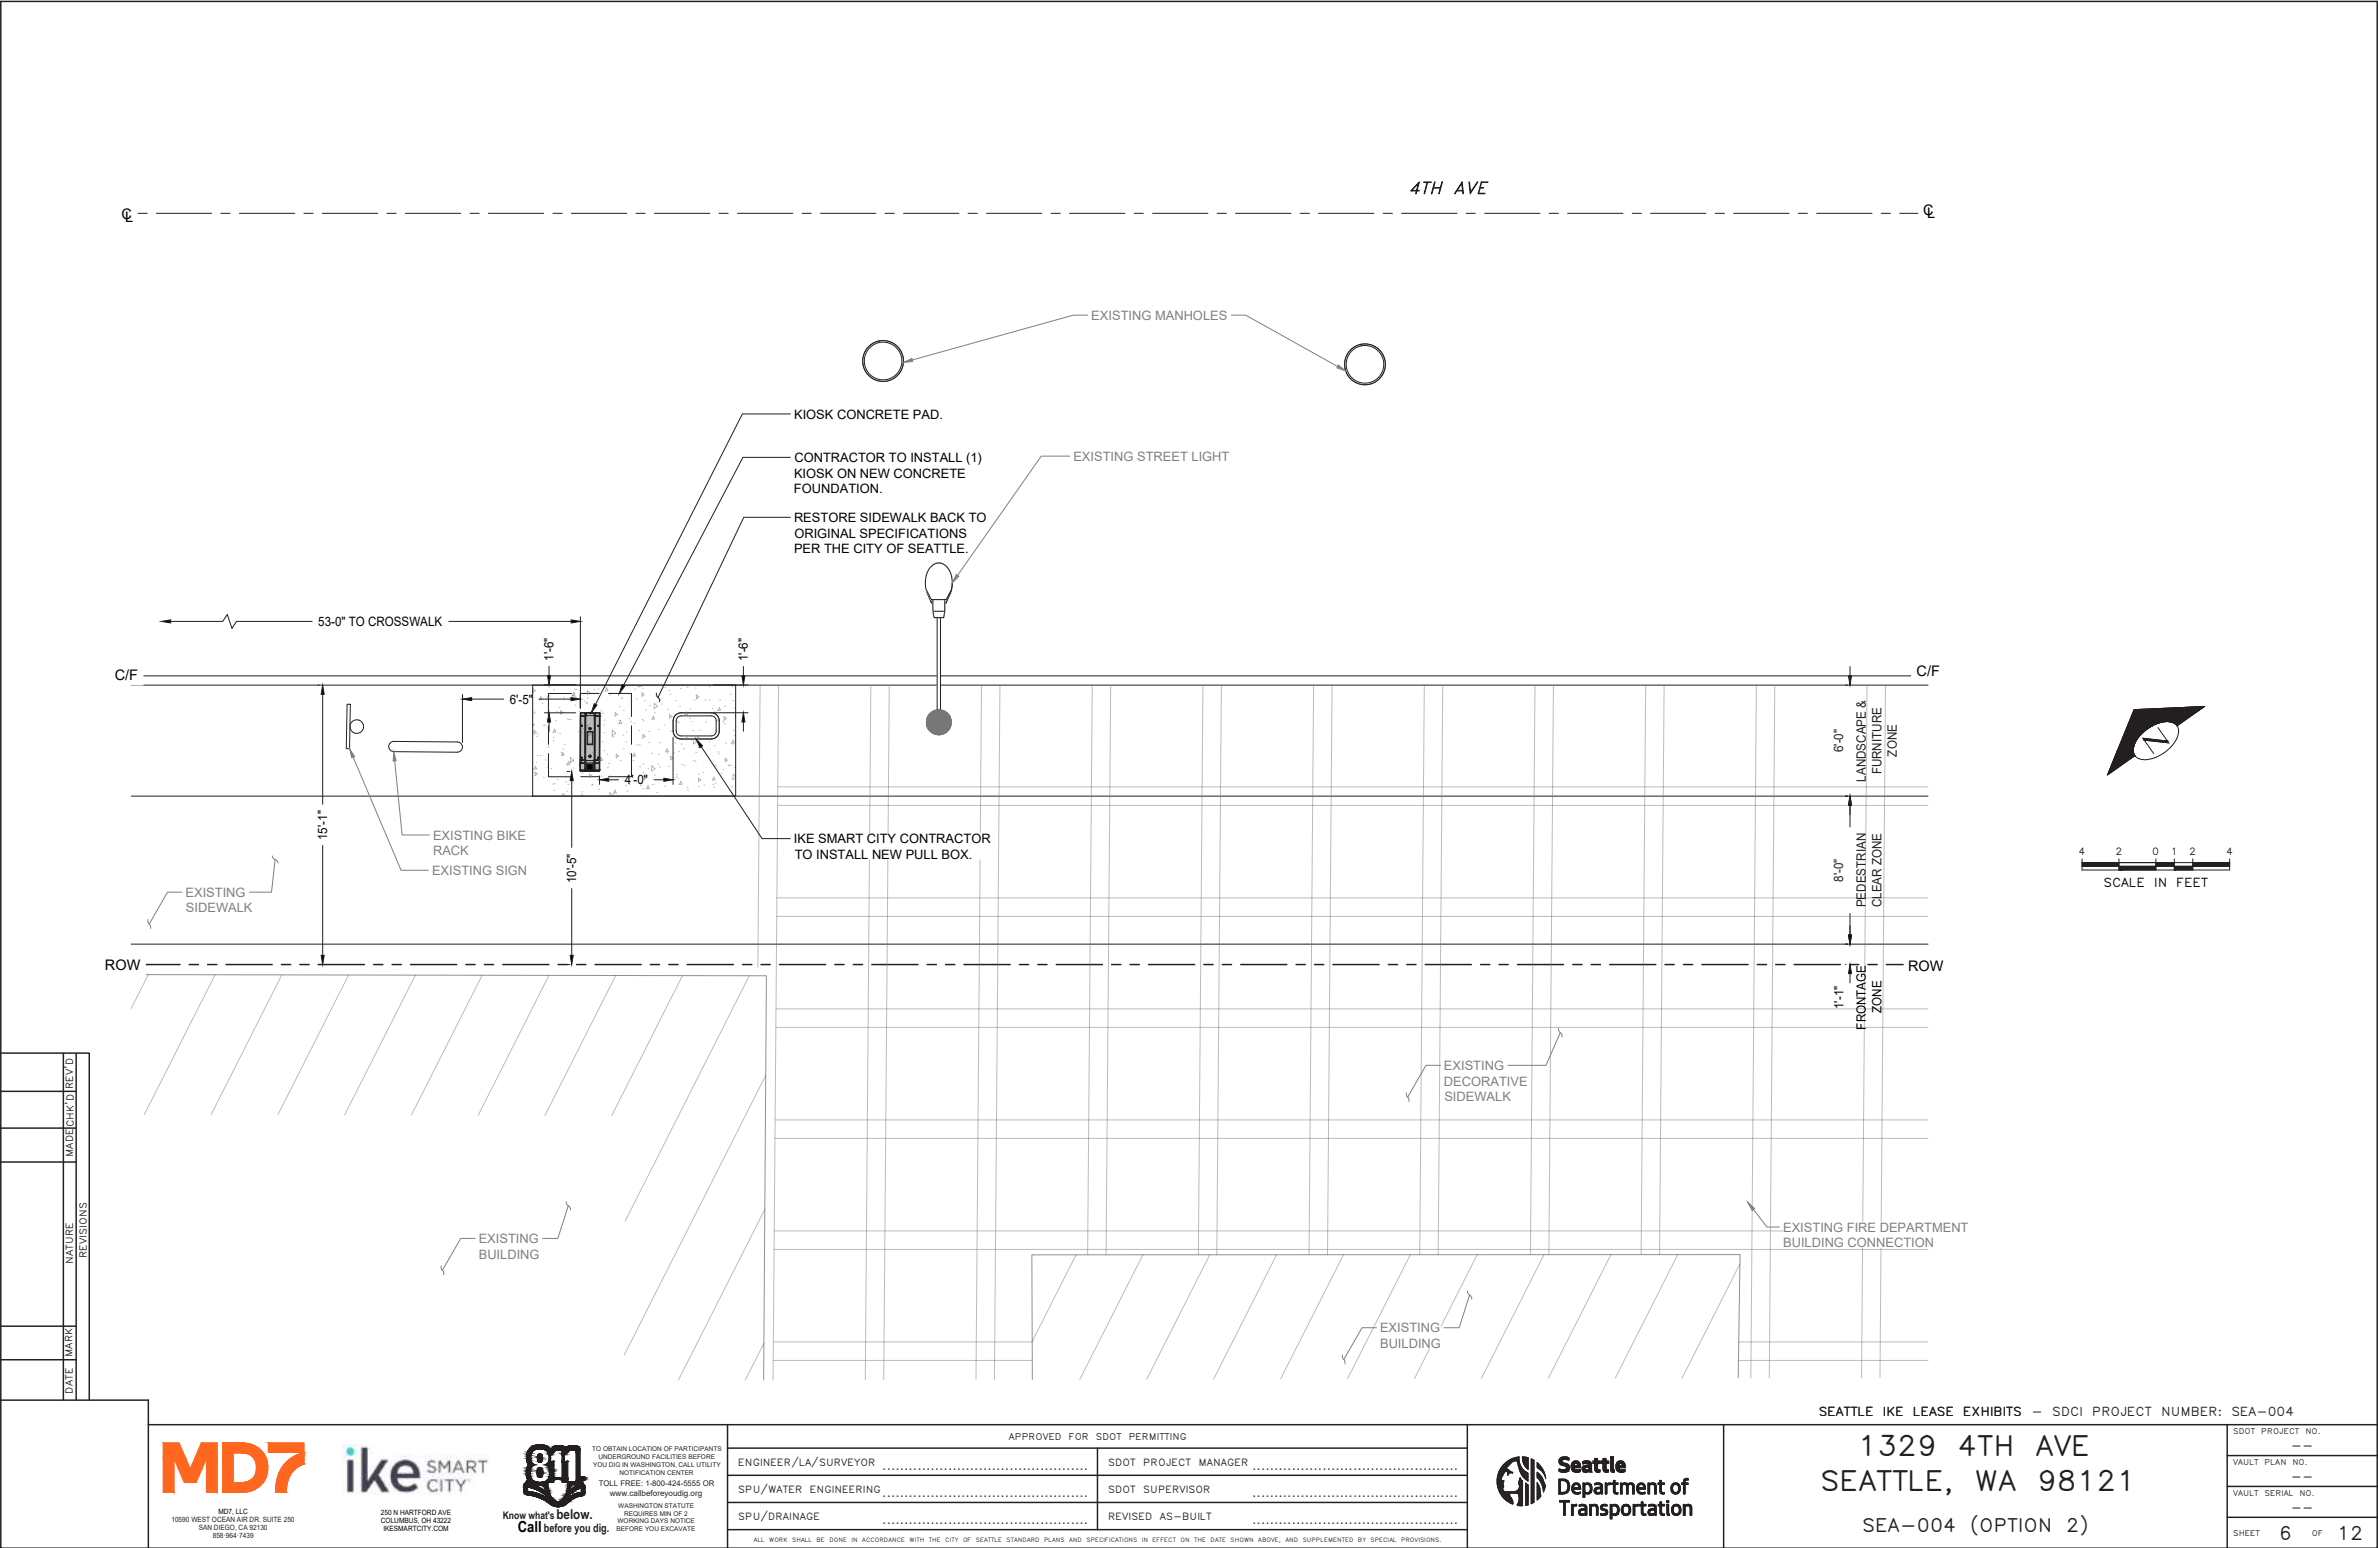 4TH AVE
℄
℄
EXISTING MANHOLES
KIOSK CONCRETE PAD.
CONTRACTOR TO INSTALL (1)
KIOSK ON NEW CONCRETE
FOUNDATION.
EXISTING STREET LIGHT
RESTORE SIDEWALK BACK TO
ORIGINAL SPECIFICATIONS
PER THE CITY OF SEATTLE.
53-0" TO CROSSWALK
1'-6"
1'-6"
C/F
C/F
6'-5"
4'-0"
15'-1"
10'-5"
6'-0"
LANDSCAPE &
FURNITURE
ZONE
N
8'-0"
PEDESTRIAN
CLEAR ZONE
4 2 0 1 2 4
SCALE IN FEET
EXISTING BIKE
RACK
EXISTING SIGN
IKE SMART CITY CONTRACTOR
TO INSTALL NEW PULL BOX.
EXISTING
SIDEWALK
ROW
ROW
1'-1"
FRONTAGE
ZONE
EXISTING
DECORATIVE
SIDEWALK
EXISTING
BUILDING
EXISTING FIRE DEPARTMENT
BUILDING CONNECTION
EXISTING
BUILDING
DATE MARK NATURE MADE CHK'D REV'D
REVISIONS
SEATTLE IKE LEASE EXHIBITS – SDCI PROJECT NUMBER: SEA–004
MD7
MD7, LLC
10590 WEST OCEAN AIR DR. SUITE 250
SAN DIEGO, CA 92130
858-964-7439
ike SMART
CITY
250 N HARTFORD AVE
COLUMBUS, OH 43222
IKESMARTCITY.COM
811
Know what's below.
Call before you dig.
TO OBTAIN LOCATION OF PARTICIPANTS
UNDERGROUND FACILITIES BEFORE
YOU DIG IN WASHINGTON, CALL UTILITY
NOTIFICATION CENTER
TOLL FREE: 1-800-424-5555 OR
www.callbeforeyoudig.org
WASHINGTON STATUTE
REQUIRES MIN OF 2
WORKING DAYS NOTICE
BEFORE YOU EXCAVATE
APPROVED FOR SDOT PERMITTING
ENGINEER/LA/SURVEYOR
SDOT PROJECT MANAGER
SPU/WATER ENGINEERING
SDOT SUPERVISOR
SPU/DRAINAGE
REVISED AS–BUILT
ALL WORK SHALL BE DONE IN ACCORDANCE WITH THE CITY OF SEATTLE STANDARD PLANS AND SPECIFICATIONS IN EFFECT ON THE DATE SHOWN ABOVE, AND SUPPLEMENTED BY SPECIAL PROVISIONS.
Seattle
Department of
Transportation
1329 4TH AVE
SEATTLE, WA 98121
SEA–004 (OPTION 2)
SDOT PROJECT NO.
––
VAULT PLAN NO.
––
VAULT SERIAL NO.
––
SHEET 6 OF 12